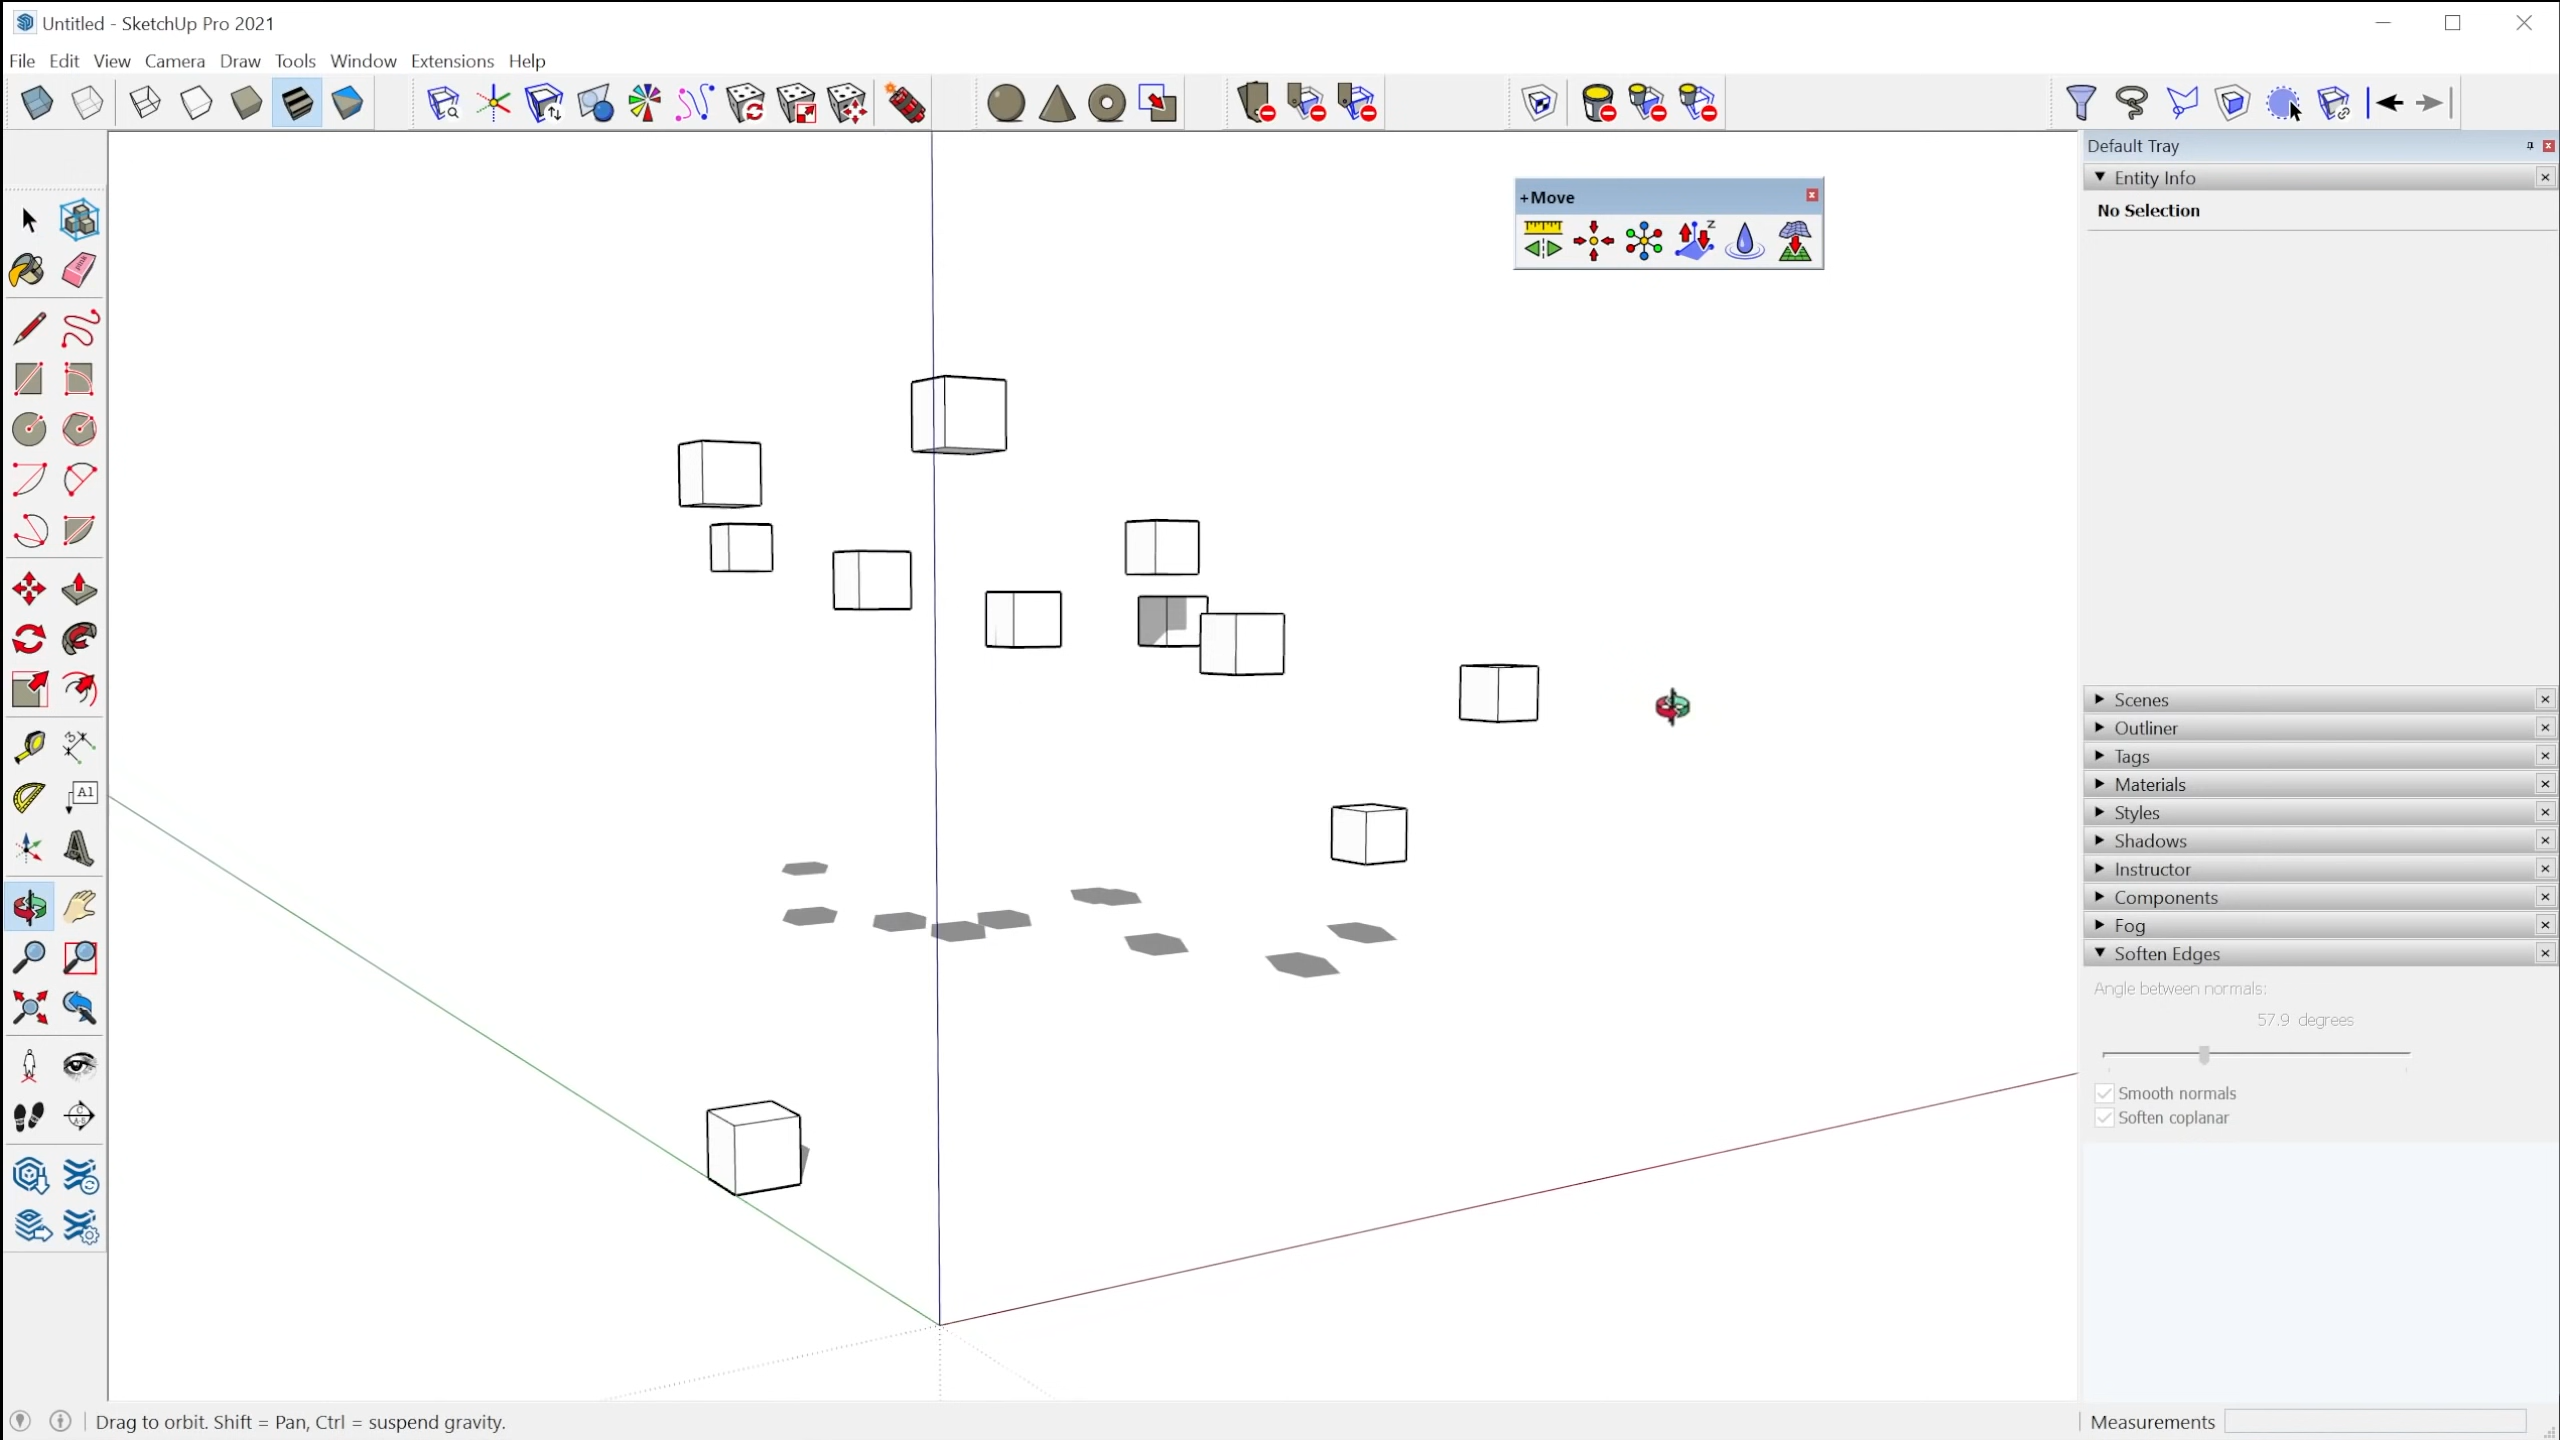 Untitled - SketchUp Pro 2021
File Edit View Camera Draw Tools Window Extensions Help
Default Tray
Entity Info
No Selection
+Move
Z
A1
Scenes
Outliner
Tags
Materials
Styles
Shadows
Instructor
Components
Fog
Soften Edges
Angle between normals:
57.9 degrees
Smooth normals
Soften coplanar
Drag to orbit. Shift = Pan, Ctrl = suspend gravity.
Measurements